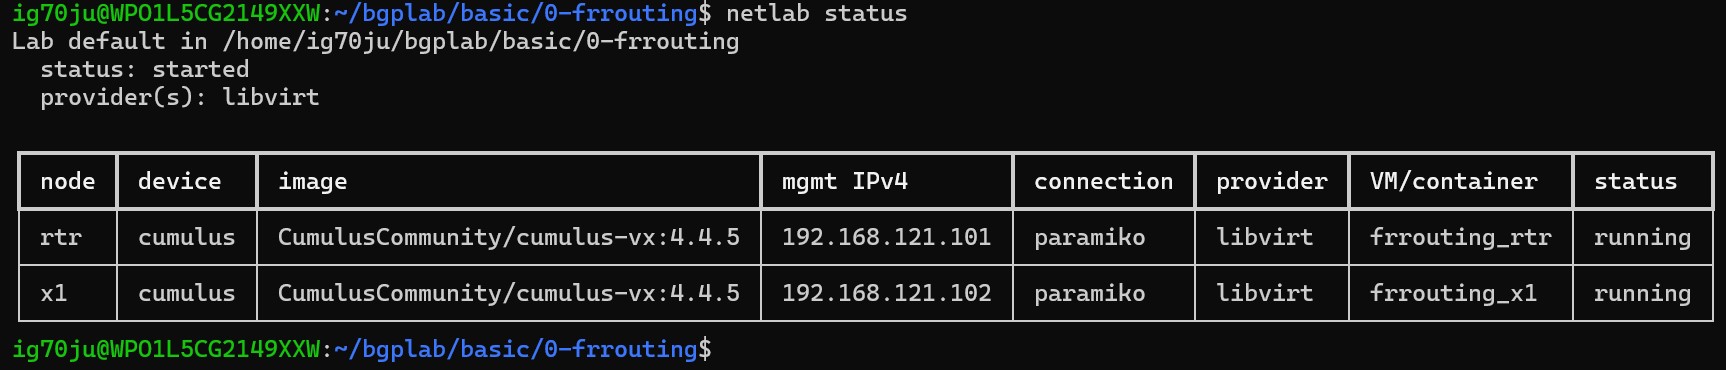 ig70ju@WPO1L5CG2149XXW:~/bgplab/basic/0-frrouting$ netlab status
Lab default in /home/ig70ju/bgplab/basic/0-frrouting
  status: started
  provider(s): libvirt
node device image mgmt IPv4 connection provider VM/container status
rtr cumulus CumulusCommunity/cumulus-vx:4.4.5 192.168.121.101 paramiko libvirt frrouting_rtr running
x1 cumulus CumulusCommunity/cumulus-vx:4.4.5 192.168.121.102 paramiko libvirt frrouting_x1 running
ig70ju@WPO1L5CG2149XXW:~/bgplab/basic/0-frrouting$